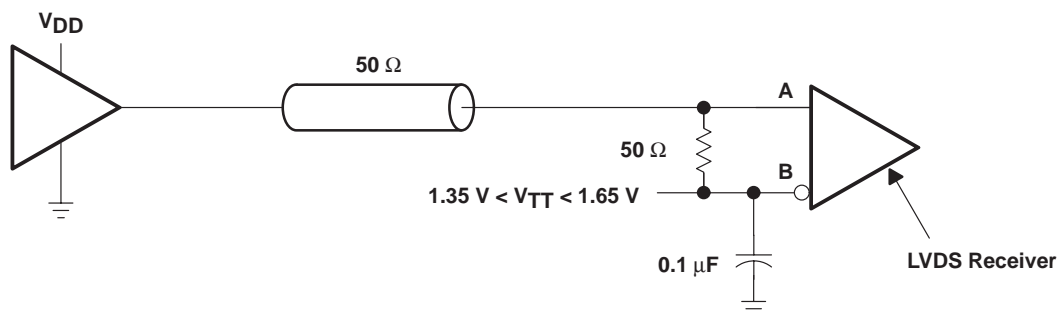 VDD
50 Ω
A
50 Ω
B
1.35 V < VTT < 1.65 V
0.1 μF
LVDS Receiver